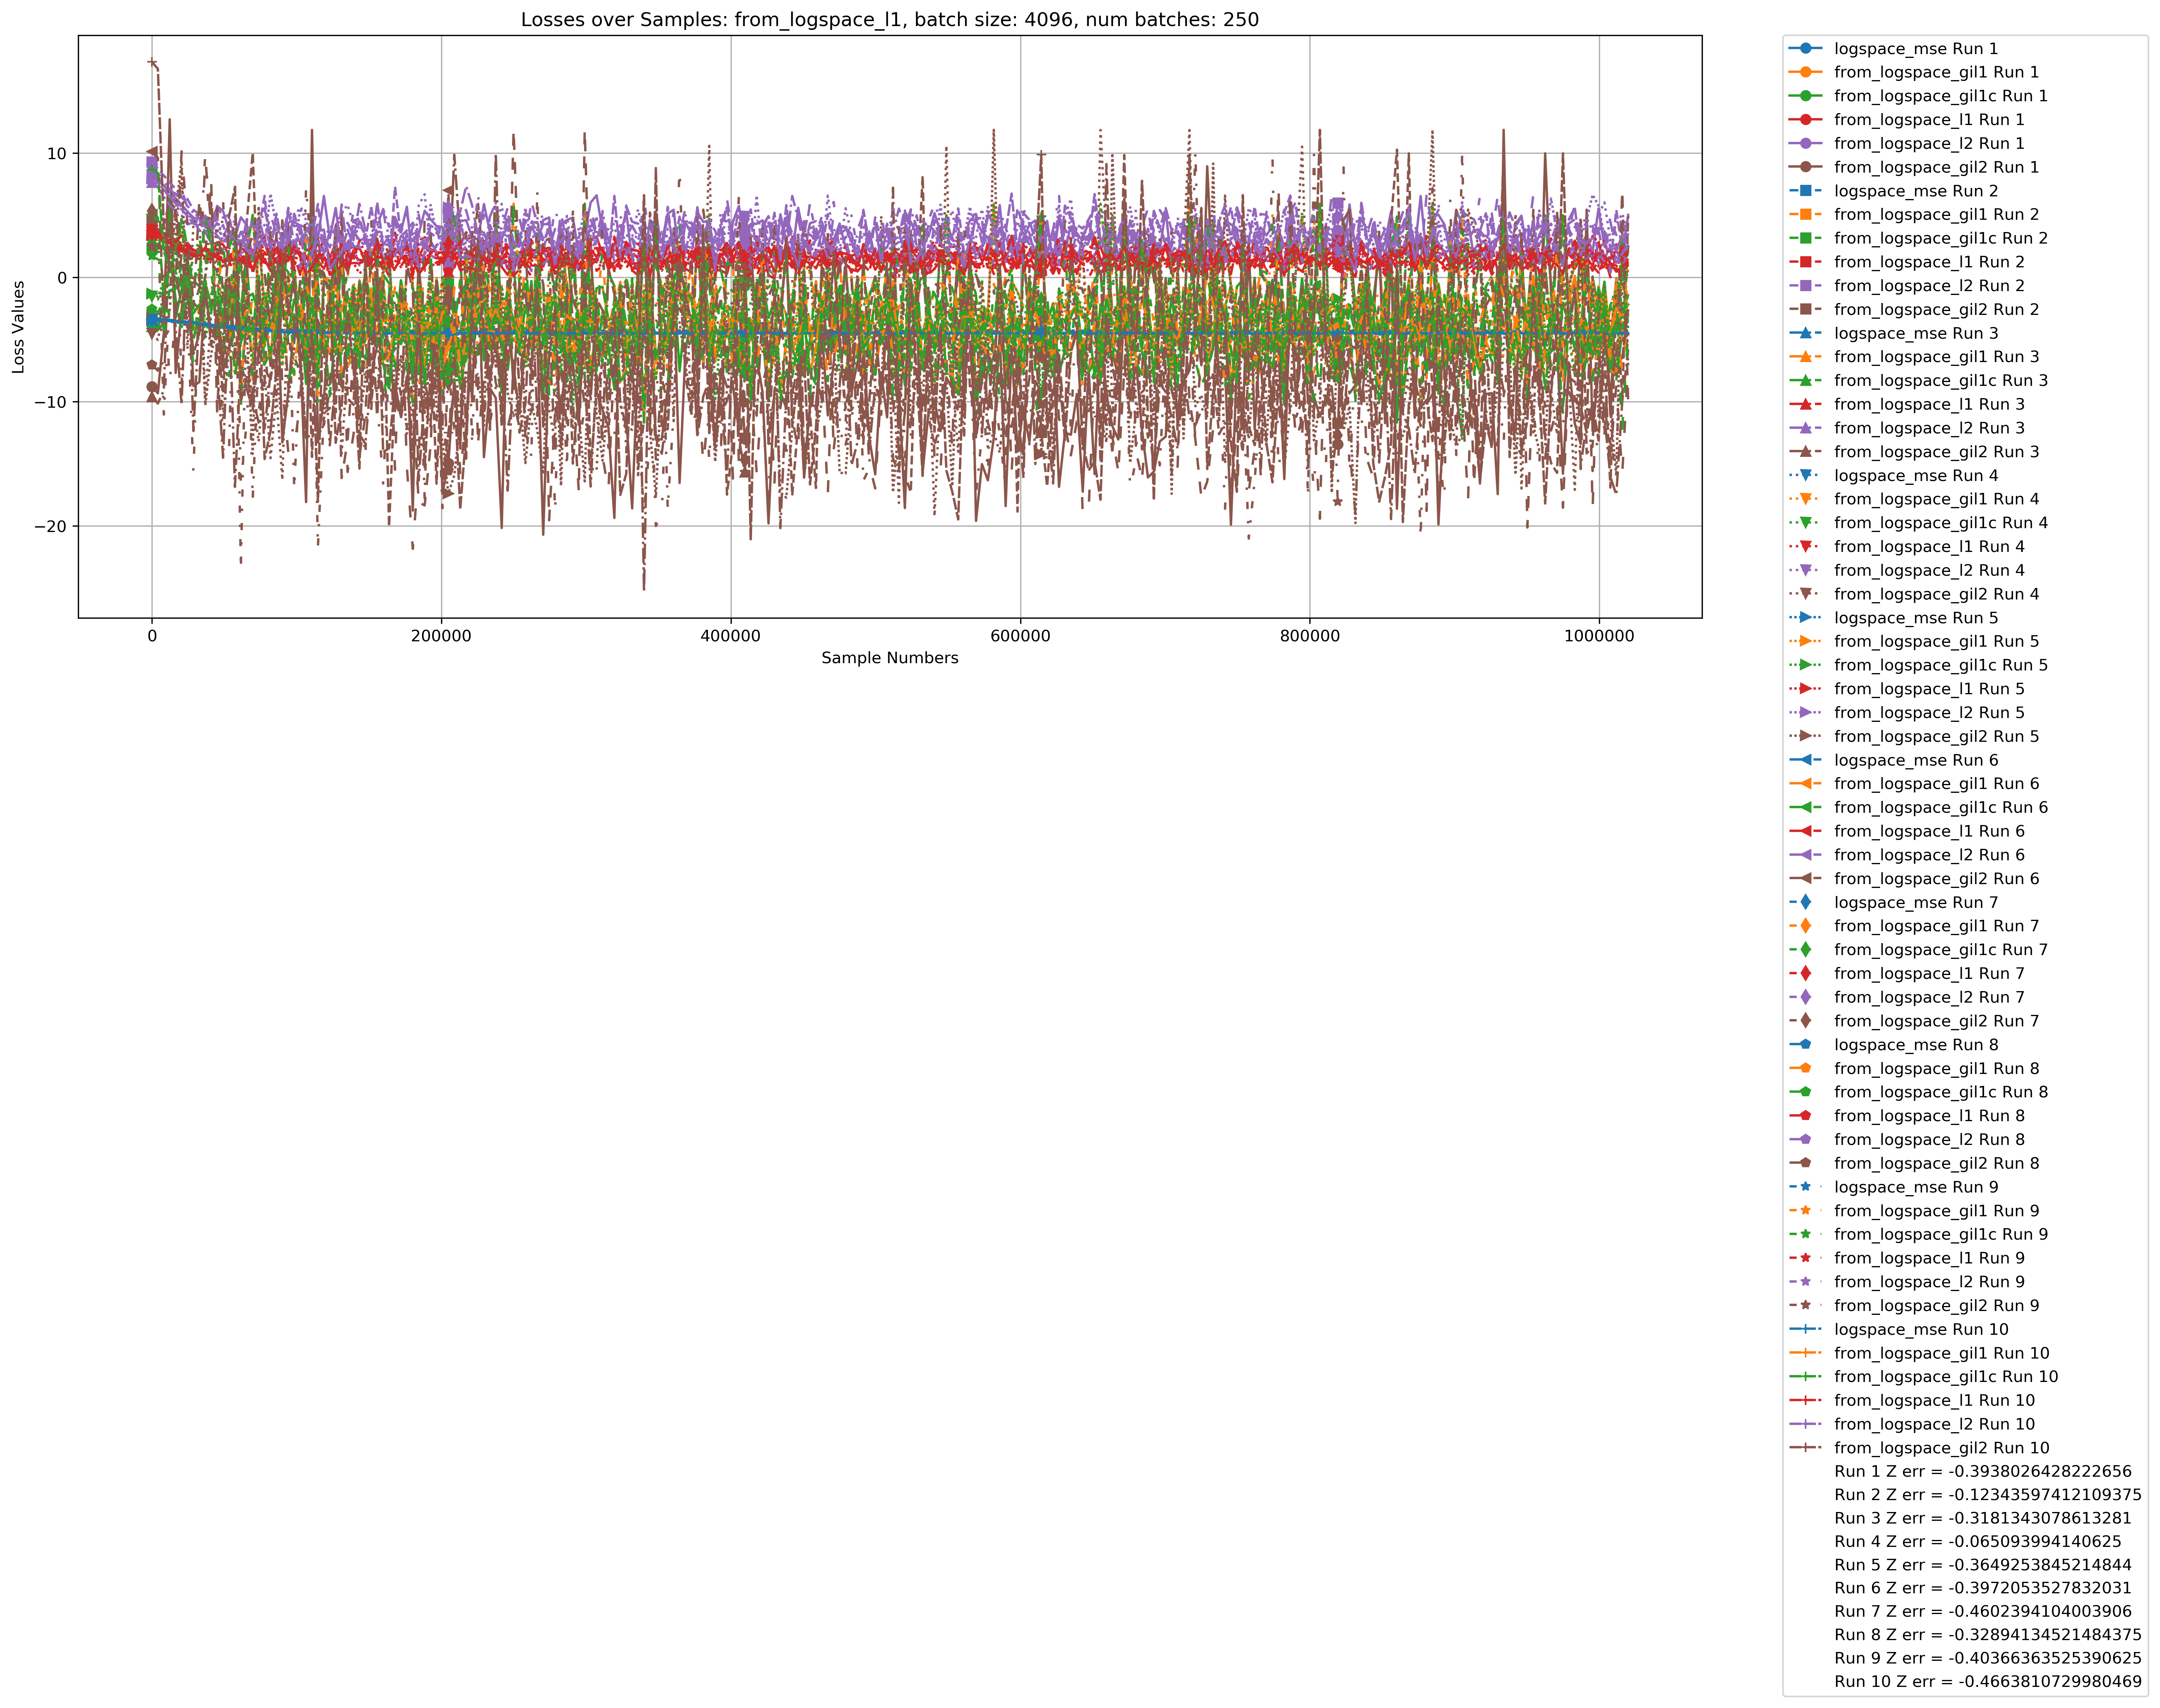 Losses over Samples: from_logspace_l1, batch size: 4096, num batches: 250
Loss Values
10
0
−10
−20
0
200000
400000
600000
800000
1000000
Sample Numbers
logspace_mse Run 1
from_logspace_gil1 Run 1
from_logspace_gil1c Run 1
from_logspace_l1 Run 1
from_logspace_l2 Run 1
from_logspace_gil2 Run 1
logspace_mse Run 2
from_logspace_gil1 Run 2
from_logspace_gil1c Run 2
from_logspace_l1 Run 2
from_logspace_l2 Run 2
from_logspace_gil2 Run 2
logspace_mse Run 3
from_logspace_gil1 Run 3
from_logspace_gil1c Run 3
from_logspace_l1 Run 3
from_logspace_l2 Run 3
from_logspace_gil2 Run 3
logspace_mse Run 4
from_logspace_gil1 Run 4
from_logspace_gil1c Run 4
from_logspace_l1 Run 4
from_logspace_l2 Run 4
from_logspace_gil2 Run 4
logspace_mse Run 5
from_logspace_gil1 Run 5
from_logspace_gil1c Run 5
from_logspace_l1 Run 5
from_logspace_l2 Run 5
from_logspace_gil2 Run 5
logspace_mse Run 6
from_logspace_gil1 Run 6
from_logspace_gil1c Run 6
from_logspace_l1 Run 6
from_logspace_l2 Run 6
from_logspace_gil2 Run 6
logspace_mse Run 7
from_logspace_gil1 Run 7
from_logspace_gil1c Run 7
from_logspace_l1 Run 7
from_logspace_l2 Run 7
from_logspace_gil2 Run 7
logspace_mse Run 8
from_logspace_gil1 Run 8
from_logspace_gil1c Run 8
from_logspace_l1 Run 8
from_logspace_l2 Run 8
from_logspace_gil2 Run 8
logspace_mse Run 9
from_logspace_gil1 Run 9
from_logspace_gil1c Run 9
from_logspace_l1 Run 9
from_logspace_l2 Run 9
from_logspace_gil2 Run 9
logspace_mse Run 10
from_logspace_gil1 Run 10
from_logspace_gil1c Run 10
from_logspace_l1 Run 10
from_logspace_l2 Run 10
from_logspace_gil2 Run 10
Run 1 Z err = -0.3938026428222656
Run 2 Z err = -0.12343597412109375
Run 3 Z err = -0.3181343078613281
Run 4 Z err = -0.065093994140625
Run 5 Z err = -0.3649253845214844
Run 6 Z err = -0.3972053527832031
Run 7 Z err = -0.4602394104003906
Run 8 Z err = -0.32894134521484375
Run 9 Z err = -0.40366363525390625
Run 10 Z err = -0.4663810729980469